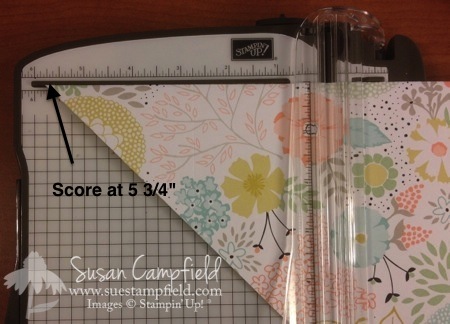 STAMPIN' UP!
Score at 5 3/4"
Susan Campfield
www.suestampfield.com
Images © Stampin' Up!